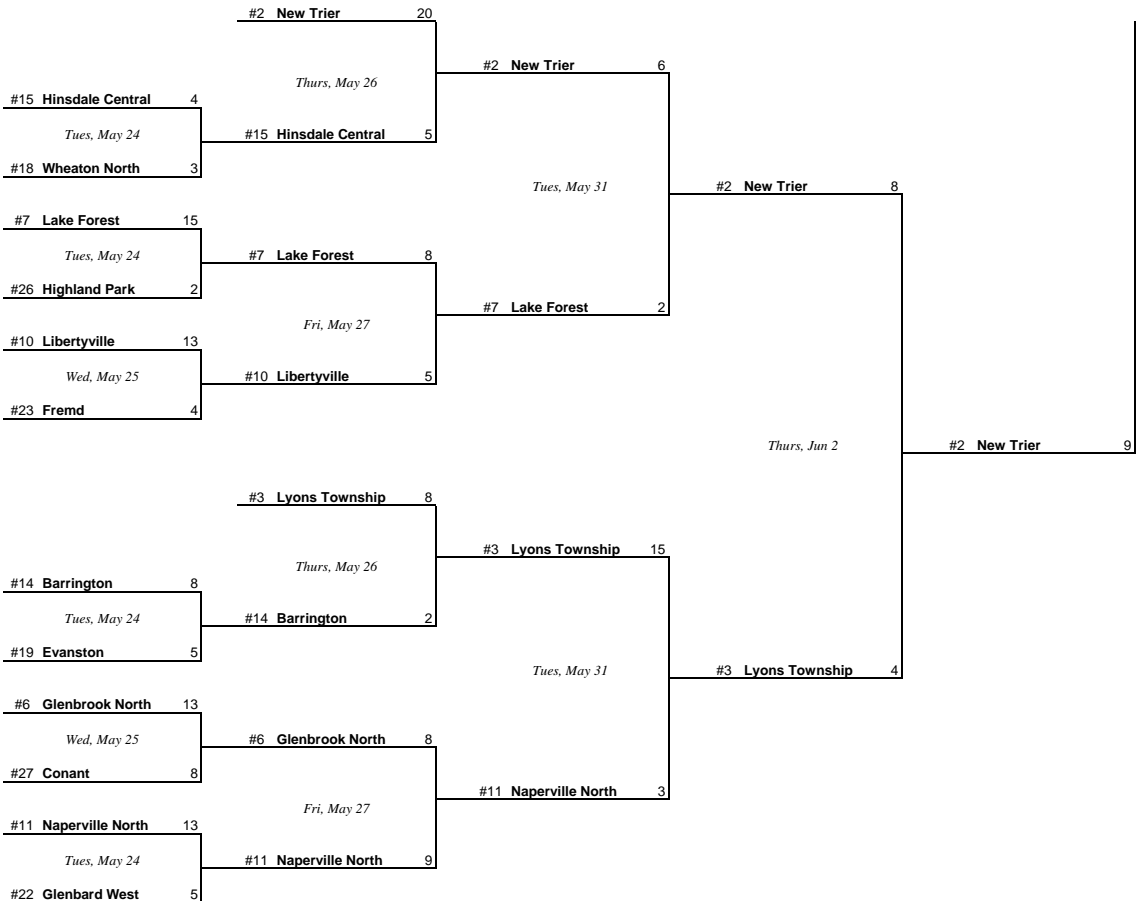 #2 New Trier 20
#2 New Trier 6
Thurs, May 26
#15 Hinsdale Central 4
Tues, May 24
#15 Hinsdale Central 5
#18 Wheaton North 3
Tues, May 31
#2 New Trier 8
#7 Lake Forest 15
Tues, May 24
#7 Lake Forest 8
#26 Highland Park 2
#7 Lake Forest 2
Fri, May 27
#10 Libertyville 13
Wed, May 25
#10 Libertyville 5
#23 Fremd 4
Thurs, Jun 2
#2 New Trier 9
#3 Lyons Township 8
#3 Lyons Township 15
Thurs, May 26
#14 Barrington 8
Tues, May 24
#14 Barrington 2
#19 Evanston 5
Tues, May 31
#3 Lyons Township 4
#6 Glenbrook North 13
Wed, May 25
#6 Glenbrook North 8
#27 Conant 8
#11 Naperville North 3
Fri, May 27
#11 Naperville North 13
Tues, May 24
#11 Naperville North 9
#22 Glenbard West 5